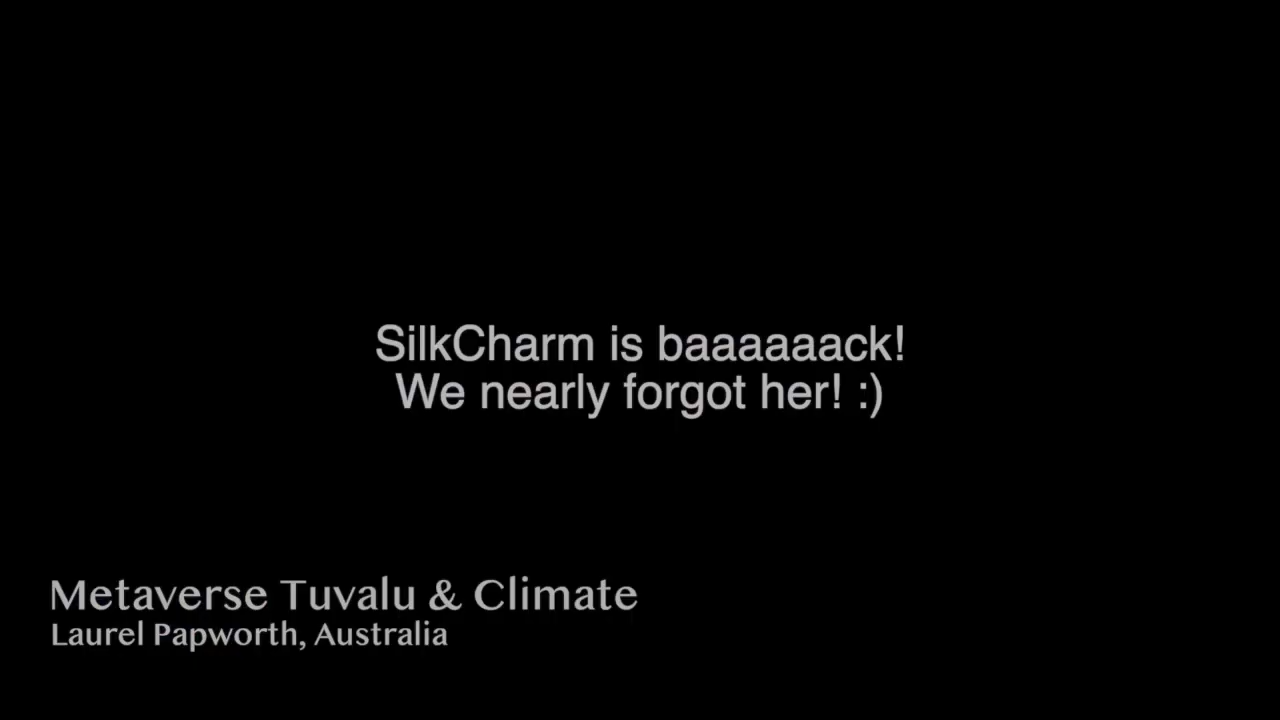 SilkCharm is baaaaaack!
We nearly forgot her! :)
Metaverse Tuvalu & Climate
Laurel Papworth, Australia